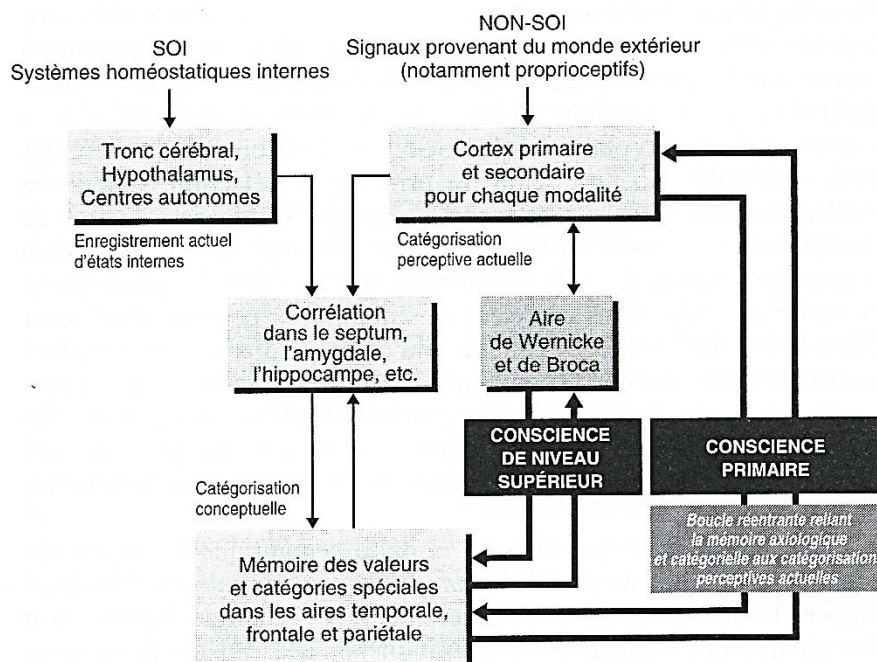 SOI
Systèmes homéostatiques internes
NON-SOI
Signaux provenant du monde extérieur
(notamment proprioceptifs)
Tronc cérébral,
Hypothalamus,
Centres autonomes
Cortex primaire
et secondaire
pour chaque modalité
Enregistrement actuel
d'états internes
Catégorisation
perceptive actuelle
Corrélation
dans le septum,
l'amygdale,
l'hippocampe, etc.
Aire
de Wernicke
et de Broca
CONSCIENCE
DE NIVEAU
SUPÉRIEUR
CONSCIENCE
PRIMAIRE
Catégorisation
conceptuelle
Boucle réentrante reliant
la mémoire axiologique
et catégorielle aux catégorisation
perceptives actuelles
Mémoire des valeurs
et catégories spéciales
dans les aires temporale,
frontale et pariétale